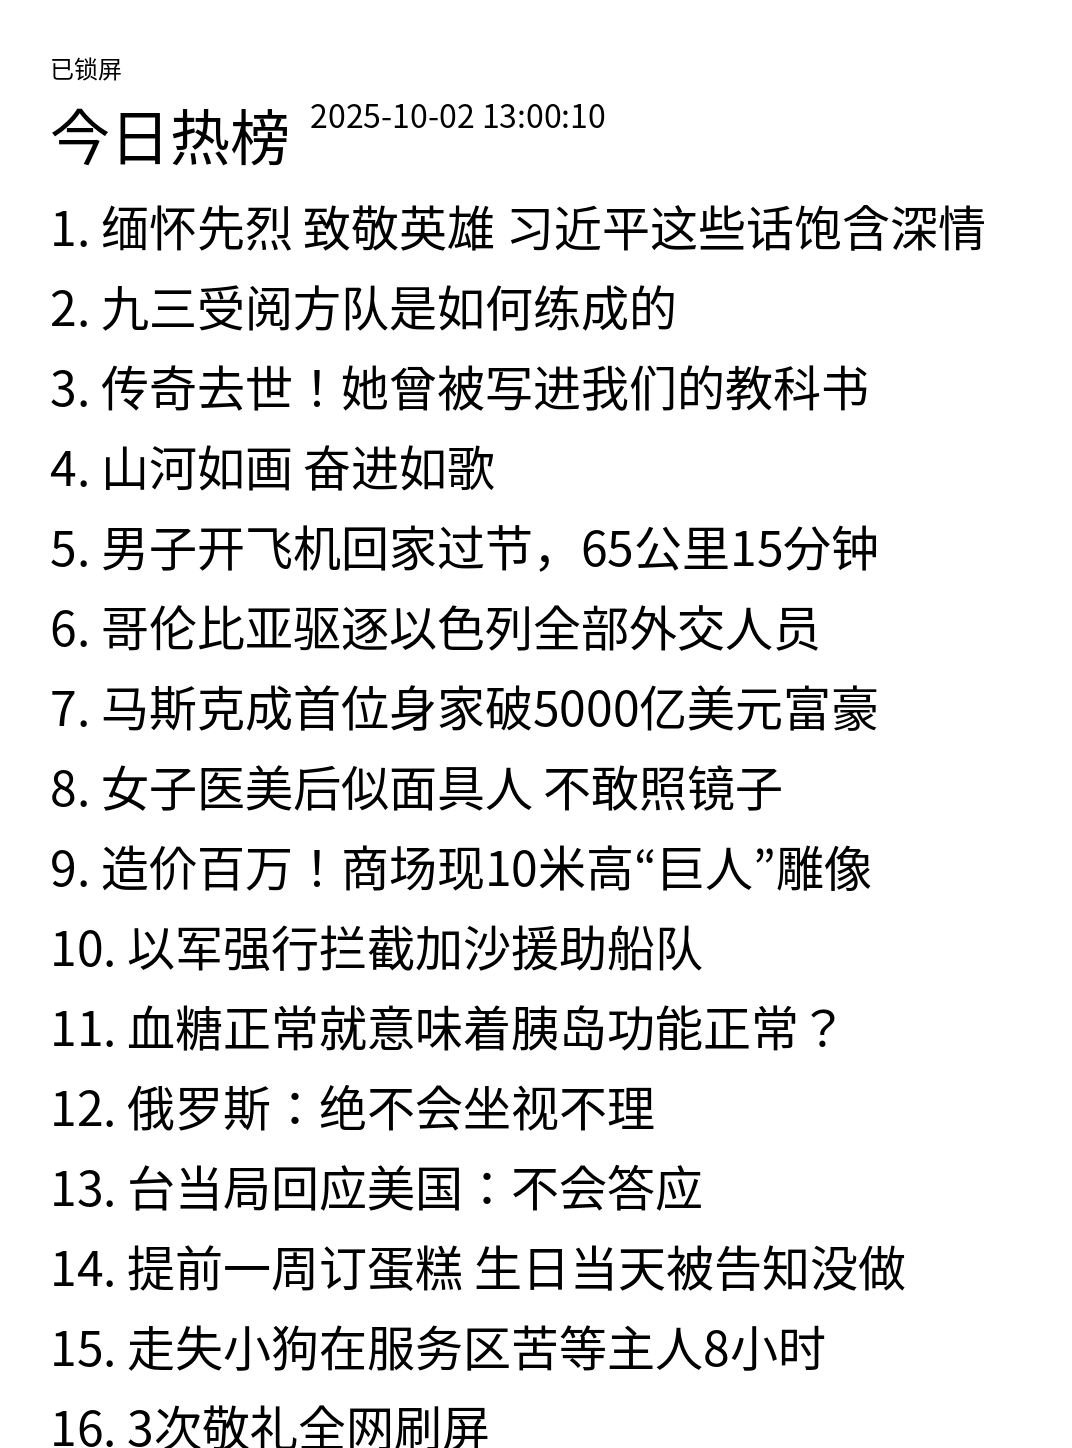 已锁屏
今日热榜 2025-10-02 13:00:10
1. 缅怀先烈 致敬英雄 习近平这些话饱含深情
2. 九三受阅方队是如何练成的
3. 传奇去世！她曾被写进我们的教科书
4. 山河如画 奋进如歌
5. 男子开飞机回家过节，65公里15分钟
6. 哥伦比亚驱逐以色列全部外交人员
7. 马斯克成首位身家破5000亿美元富豪
8. 女子医美后似面具人 不敢照镜子
9. 造价百万！商场现10米高“巨人”雕像
10. 以军强行拦截加沙援助船队
11. 血糖正常就意味着胰岛功能正常？
12. 俄罗斯：绝不会坐视不理
13. 台当局回应美国：不会答应
14. 提前一周订蛋糕 生日当天被告知没做
15. 走失小狗在服务区苦等主人8小时
16. 3次敬礼全网刷屏